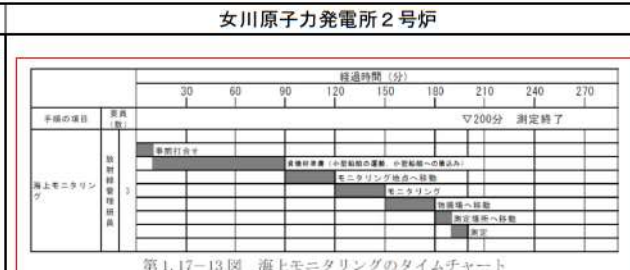 女川原子力発電所２号炉
経過時間（分）
30 60 90 120 150 180 210 240 270
手順の項目 要員（数） ▽200分 測定終了
事前打合せ
資機材準備（小型船舶の運搬，小型船舶への積込み）
モニタリング地点へ移動
海上モニタリング 放射線管理班員 3 モニタリング
物揚場へ移動
測定場所へ移動
測定
第1.17－13図 海上モニタリングのタイムチャート